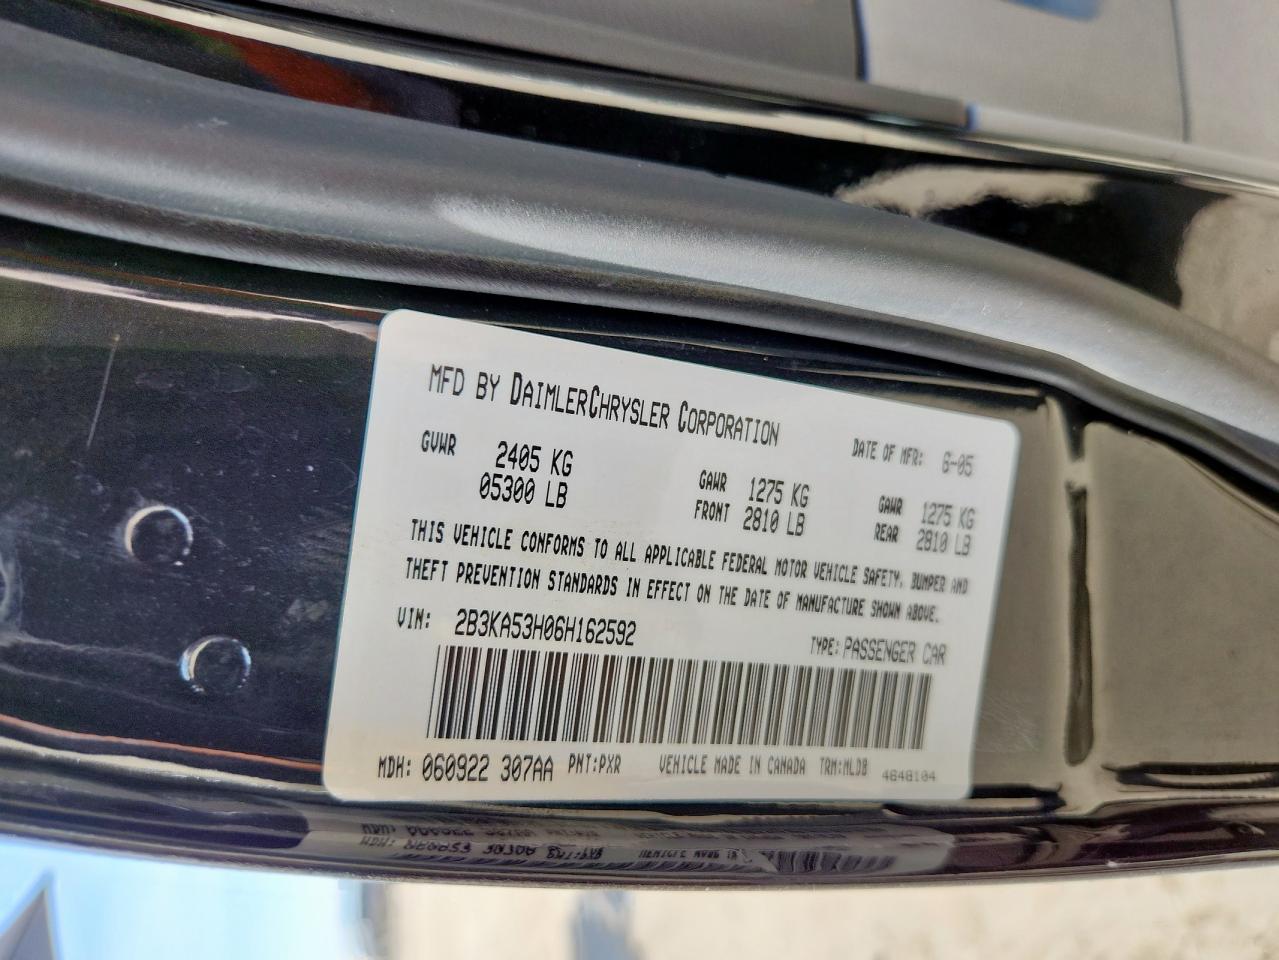 MFD BY DAIMLERCHRYSLER CORPORATION DATE OF MFR: 6-05
GVWR 2405 KG GAWR 1275 KG GAWR 1275 KG
05300 LB FRONT 2810 LB REAR 2810 LB
THIS VEHICLE CONFORMS TO ALL APPLICABLE FEDERAL MOTOR VEHICLE SAFETY, BUMPER AND
THEFT PREVENTION STANDARDS IN EFFECT ON THE DATE OF MANUFACTURE SHOWN ABOVE.
VIN: 2B3KA53H06H162592 TYPE: PASSENGER CAR
MDH: 060922 307AA PNT:PXR VEHICLE MADE IN CANADA TRM:MLDB 4648104